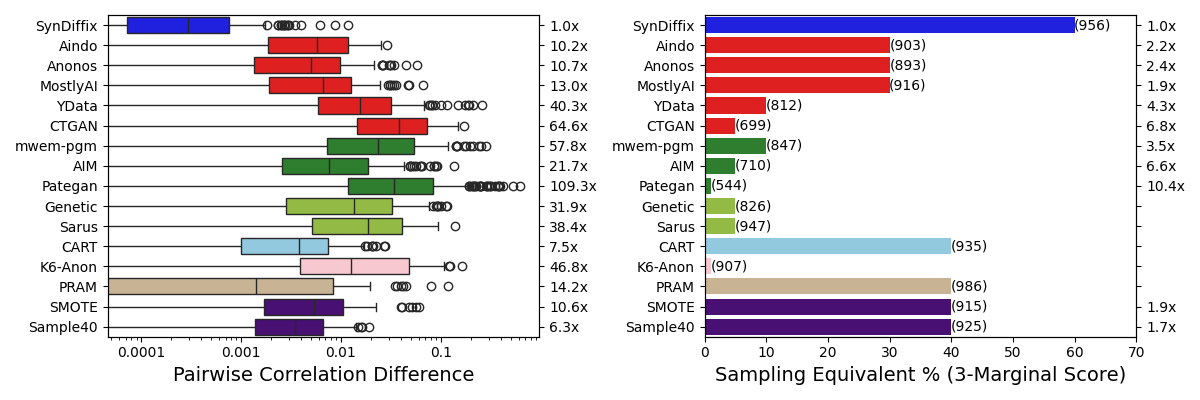 SynDiffix 1.0x
Aindo 10.2x
Anonos 10.7x
MostlyAI 13.0x
YData 40.3x
CTGAN 64.6x
mwem-pgm 57.8x
AIM 21.7x
Pategan 109.3x
Genetic 31.9x
Sarus 38.4x
CART 7.5x
K6-Anon 46.8x
PRAM 14.2x
SMOTE 10.6x
Sample40 6.3x
0.0001 0.001 0.01 0.1
Pairwise Correlation Difference
SynDiffix (956) 1.0x
Aindo (903) 2.2x
Anonos (893) 2.4x
MostlyAI (916) 1.9x
YData (812) 4.3x
CTGAN (699) 6.8x
mwem-pgm (847) 3.5x
AIM (710) 6.6x
Pategan (544) 10.4x
Genetic (826)
Sarus (947)
CART (935)
K6-Anon (907)
PRAM (986)
SMOTE (915) 1.9x
Sample40 (925) 1.7x
0 10 20 30 40 50 60 70
Sampling Equivalent % (3-Marginal Score)